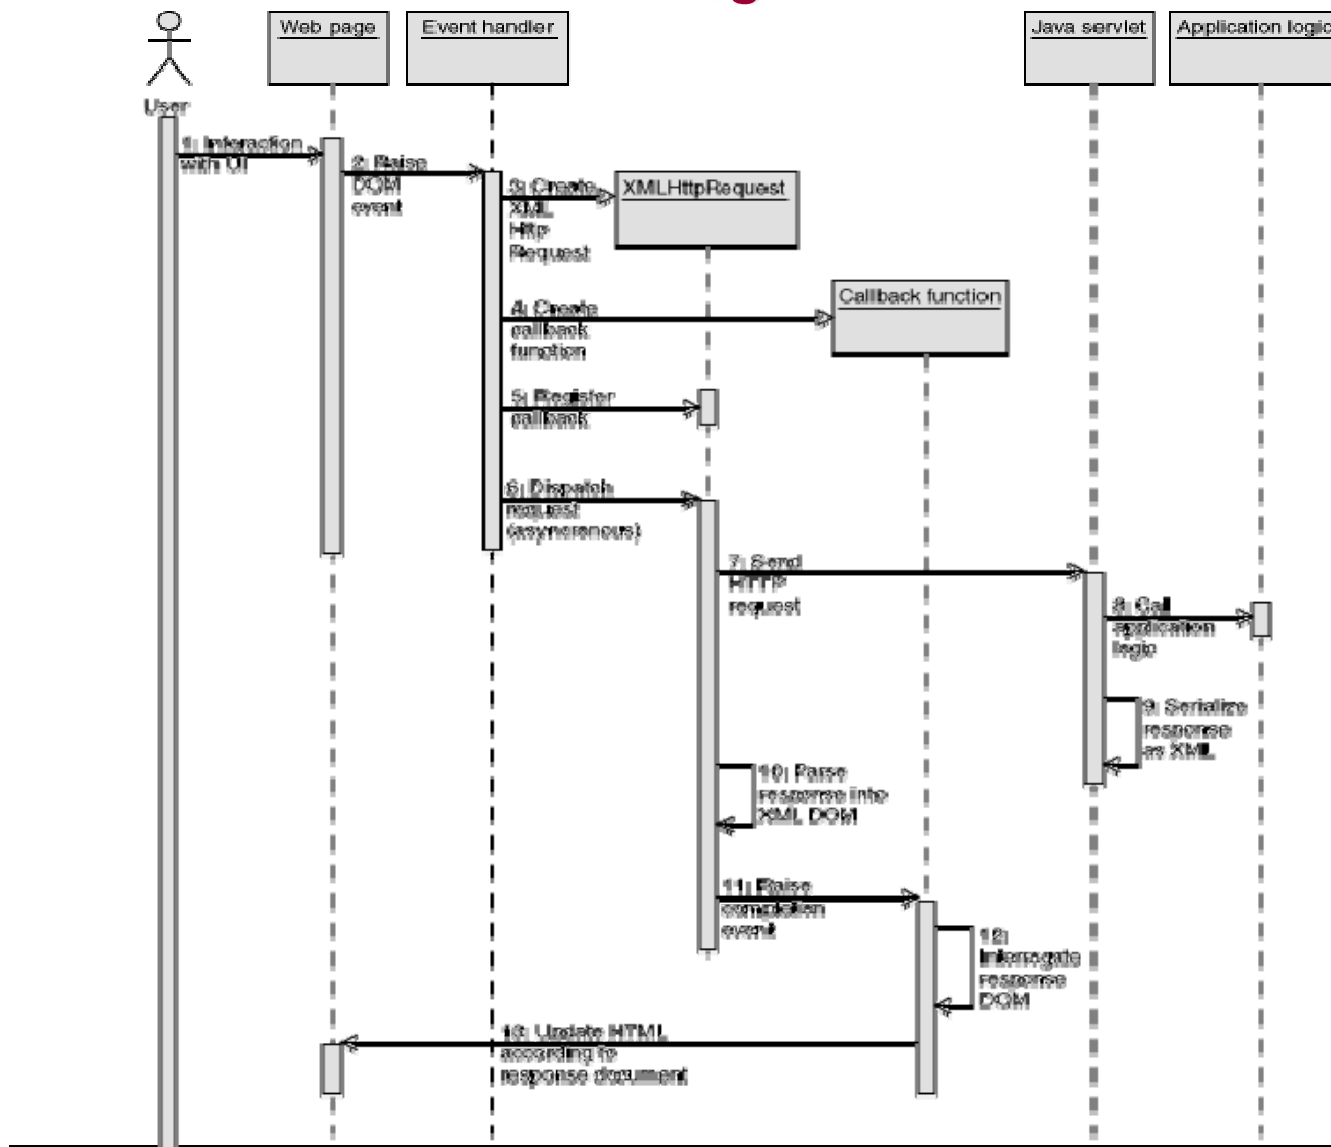 Web page
Event handler
Java servlet
Application logic
User
1: Interaction
with UI
2: Raise
DOM
event
3: Create
XML
Http
Request
XMLHttpRequest
Callback function
4: Create
callback
function
5: Register
callback
6: Dispatch
request
(asyncronous)
7: Send
HTTP
request
8: Call
application
logic
9: Serialize
response
as XML
10: Parse
response into
XML DOM
11: Raise
completion
event
12:
Interrogate
response
DOM
13: Update HTML
according to
response document